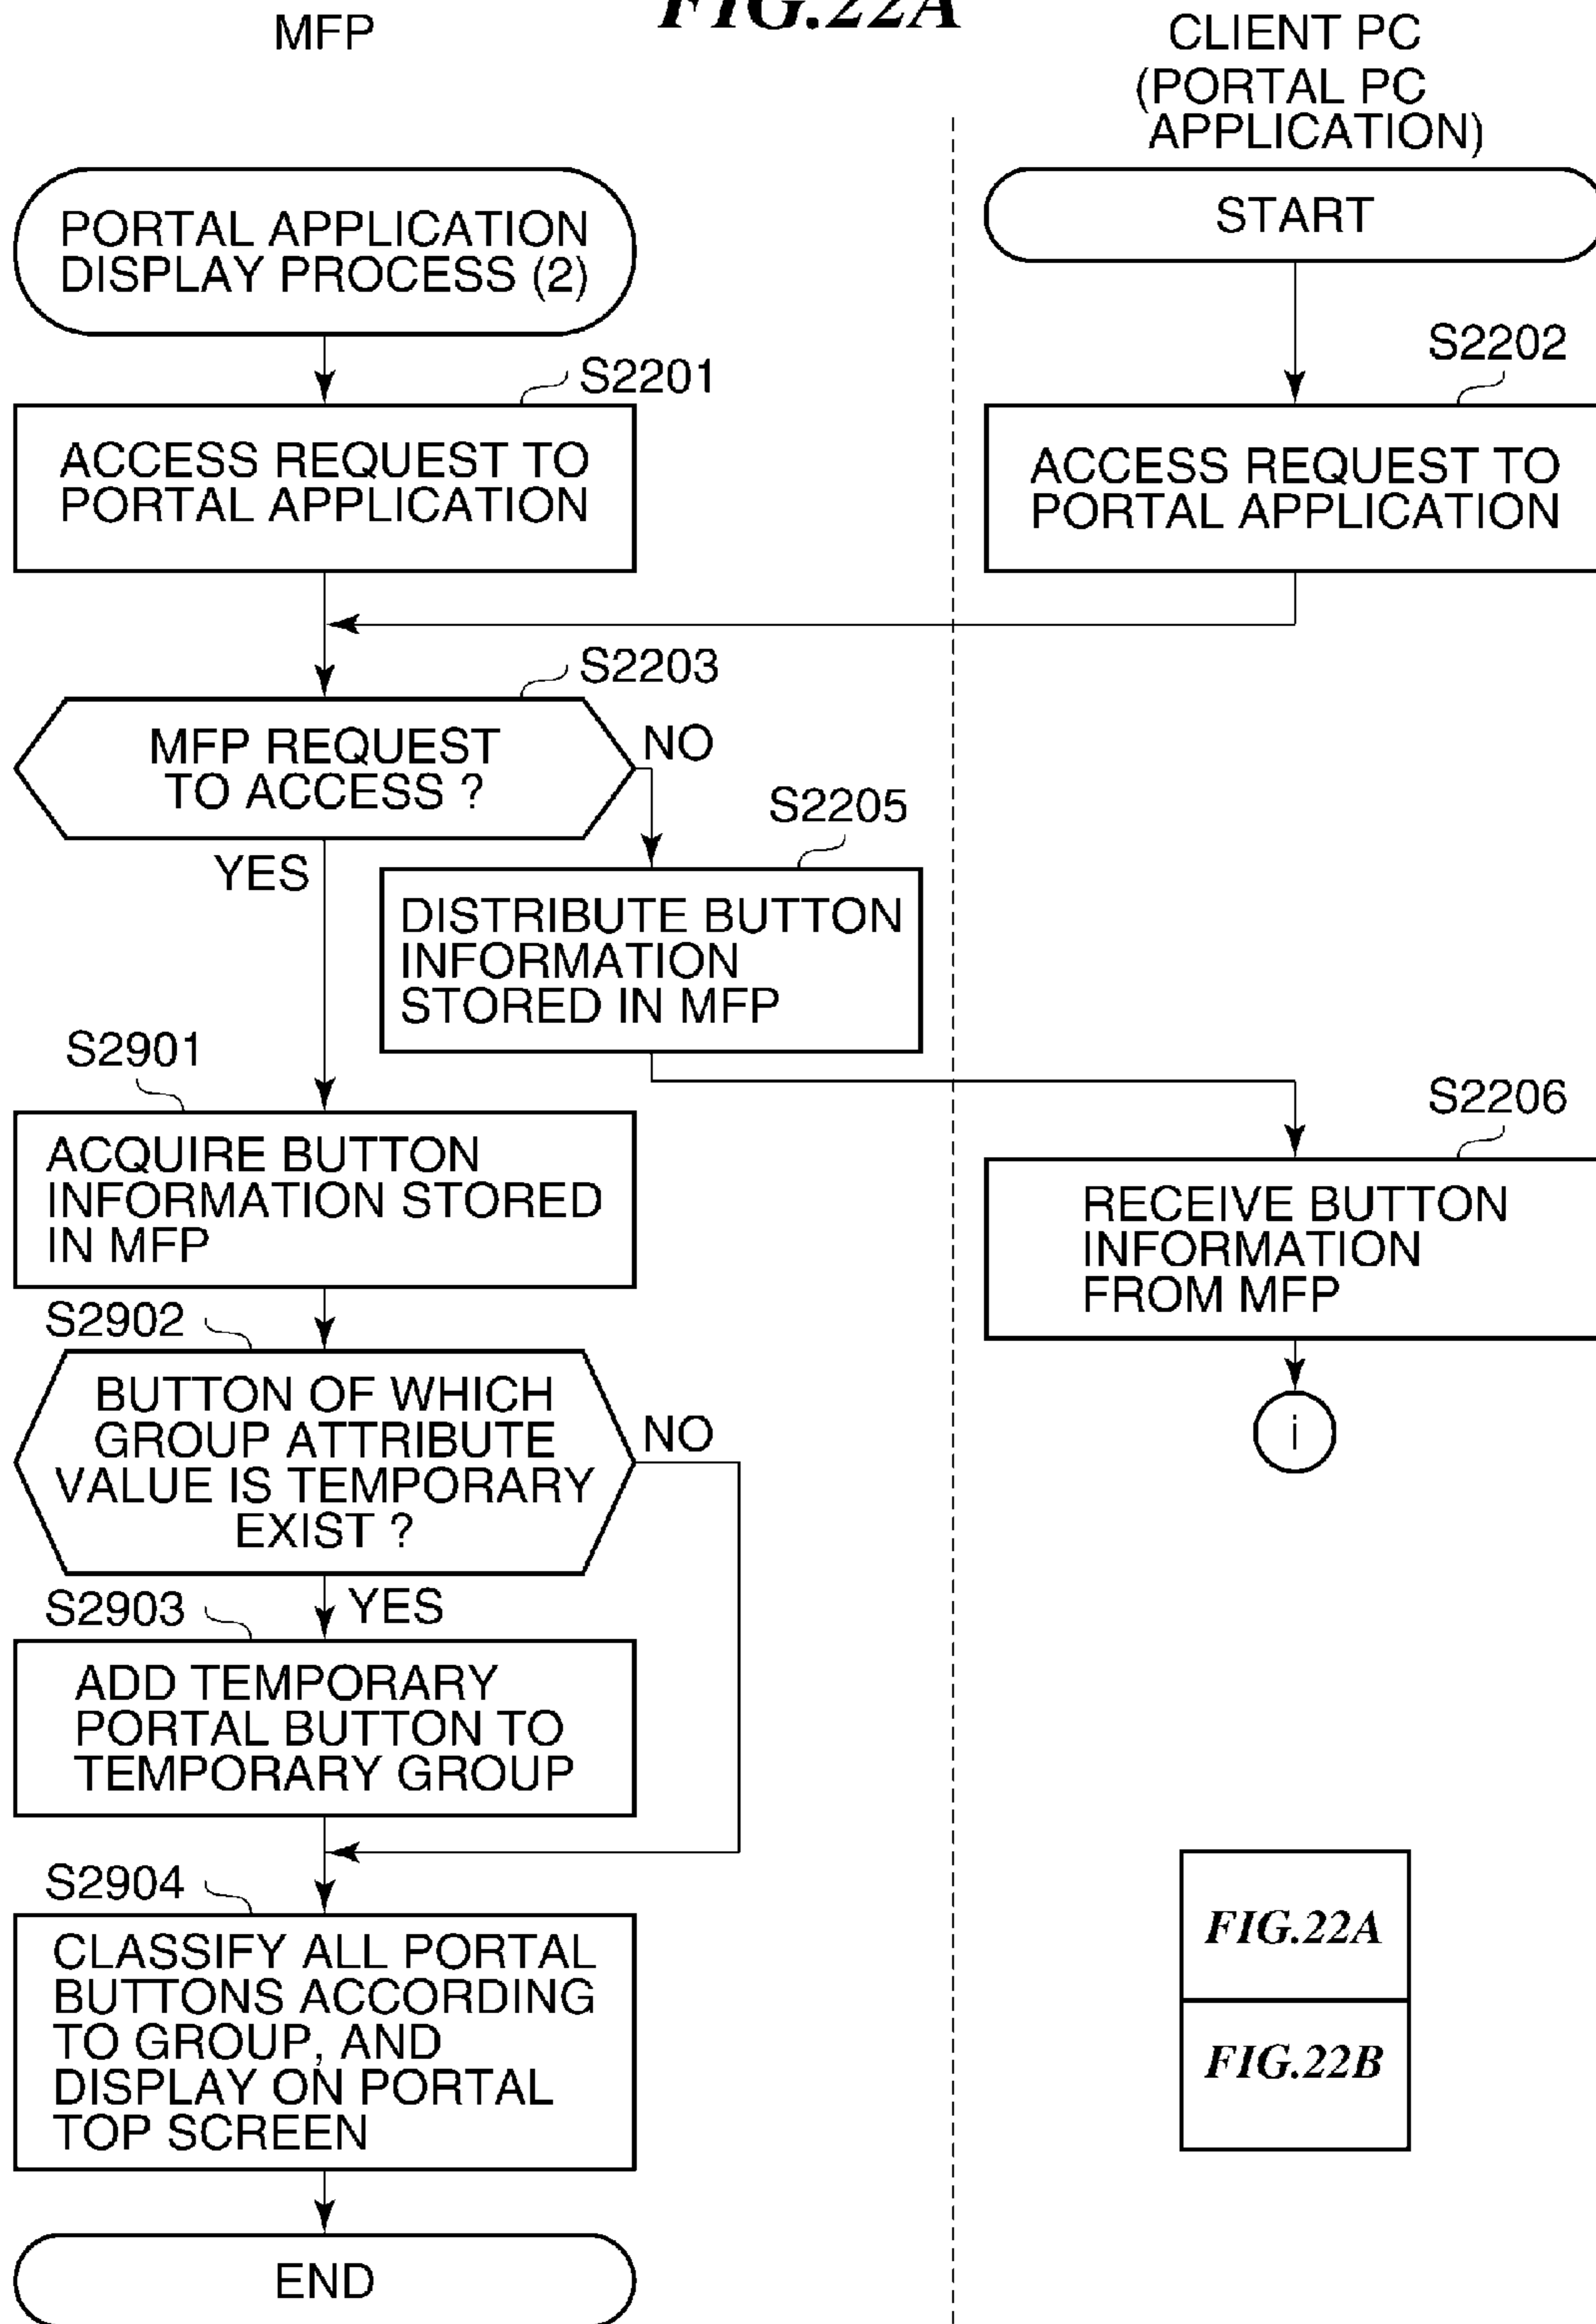 FIG.22A
MFP
CLIENT PC
(PORTAL PC
APPLICATION)
PORTAL APPLICATION
DISPLAY PROCESS (2)
START
S2201
ACCESS REQUEST TO
PORTAL APPLICATION
S2202
ACCESS REQUEST TO
PORTAL APPLICATION
S2203
MFP REQUEST
TO ACCESS ?
NO
YES
S2205
DISTRIBUTE BUTTON
INFORMATION
STORED IN MFP
S2901
ACQUIRE BUTTON
INFORMATION STORED
IN MFP
S2206
RECEIVE BUTTON
INFORMATION
FROM MFP
i
S2902
BUTTON OF WHICH
GROUP ATTRIBUTE
VALUE IS TEMPORARY
EXIST ?
NO
YES
S2903
ADD TEMPORARY
PORTAL BUTTON TO
TEMPORARY GROUP
S2904
CLASSIFY ALL PORTAL
BUTTONS ACCORDING
TO GROUP, AND
DISPLAY ON PORTAL
TOP SCREEN
END
FIG.22A
FIG.22B